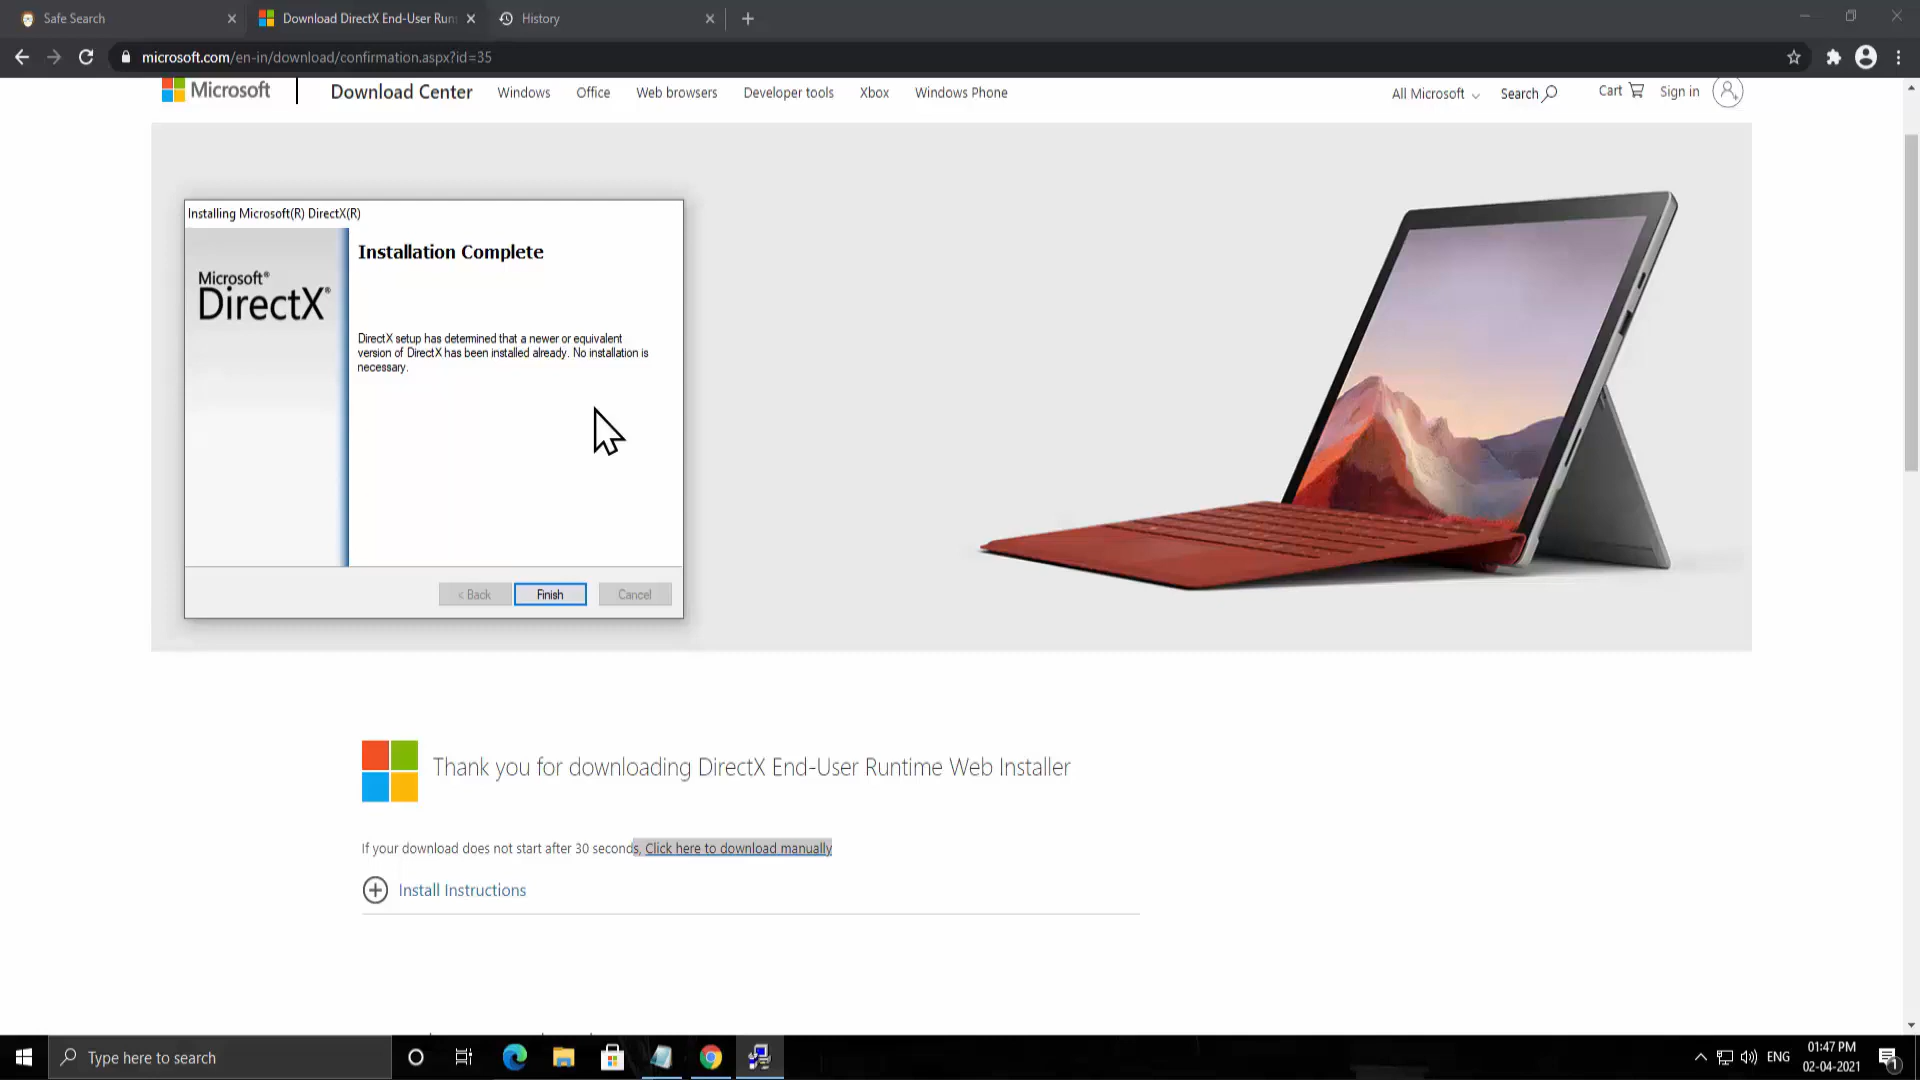 Safe Search
Download DirectX End-User Run
History
microsoft.com/en-in/download/confirmation.aspx?id=35
Microsoft
Download Center
Windows
Office
Web browsers
Developer tools
Xbox
Windows Phone
All Microsoft
Search
Cart
Sign in
Installing Microsoft(R) DirectX(R)
Microsoft®
DirectX®
Installation Complete
DirectX setup has determined that a newer or equivalent
version of DirectX has been installed already. No installation is
necessary.
< Back
Finish
Cancel
Thank you for downloading DirectX End-User Runtime Web Installer
If your download does not start after 30 seconds, Click here to download manually
Install Instructions
Type here to search
ENG
01:47 PM
02-04-2021
1